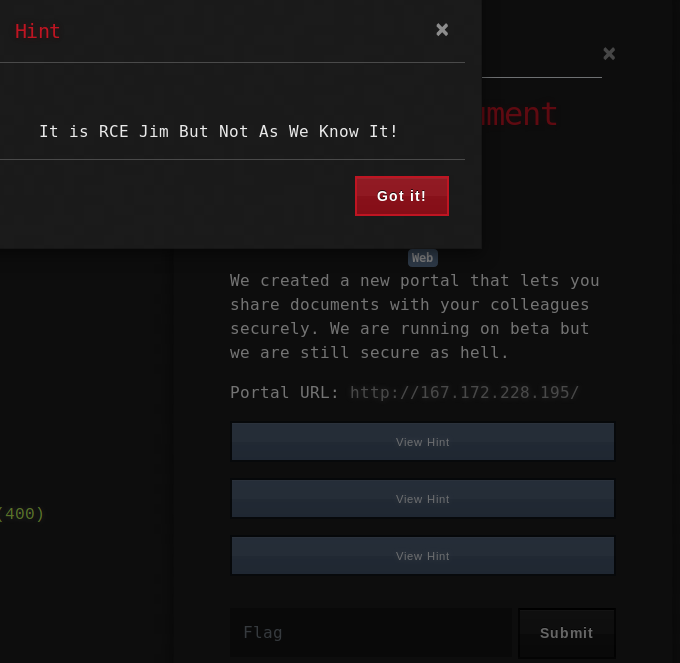 Hint
×
×
ument
It is RCE Jim But Not As We Know It!
Got it!
Web
We created a new portal that lets you
share documents with your colleagues
securely. We are running on beta but
we are still secure as hell.
Portal URL: http://167.172.228.195/
View Hint
View Hint
(400)
View Hint
Flag
Submit